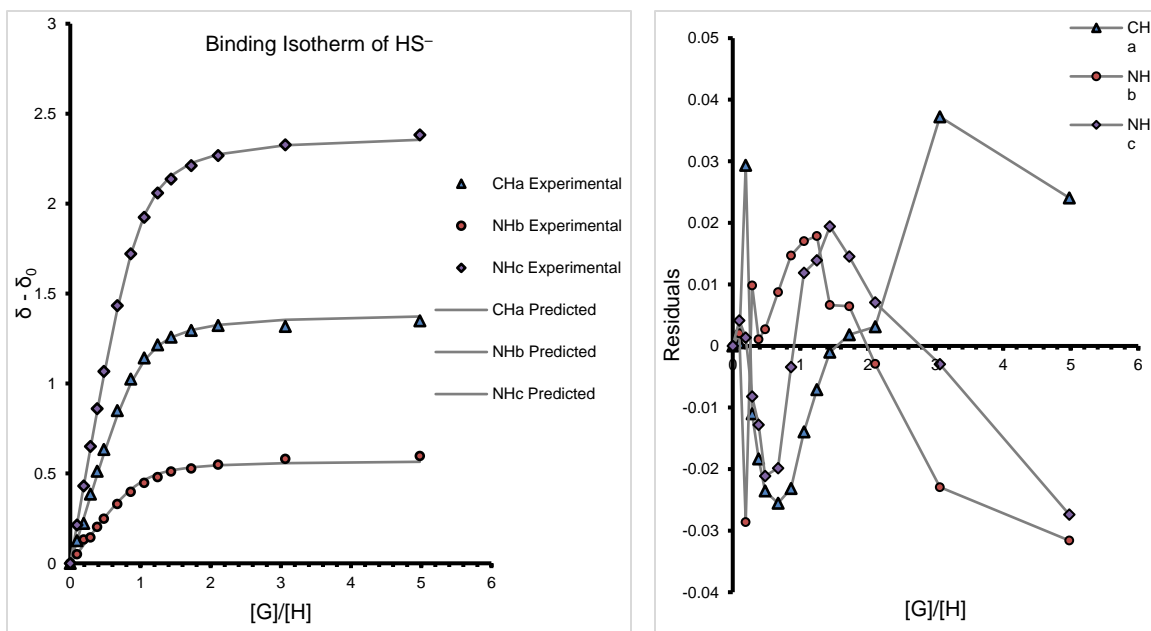 Binding Isotherm of HS⁻
3
2.5
2
1.5
1
0.5
0
0 1 2 3 4 5 6
δ - δ₀
[G]/[H]
CHa Experimental
NHb Experimental
NHc Experimental
CHa Predicted
NHb Predicted
NHc Predicted
0.05
0.04
0.03
0.02
0.01
0
-0.01
-0.02
-0.03
-0.04
0 1 2 3 4 5 6
Residuals
[G]/[H]
CH
a
NH
b
NH
c